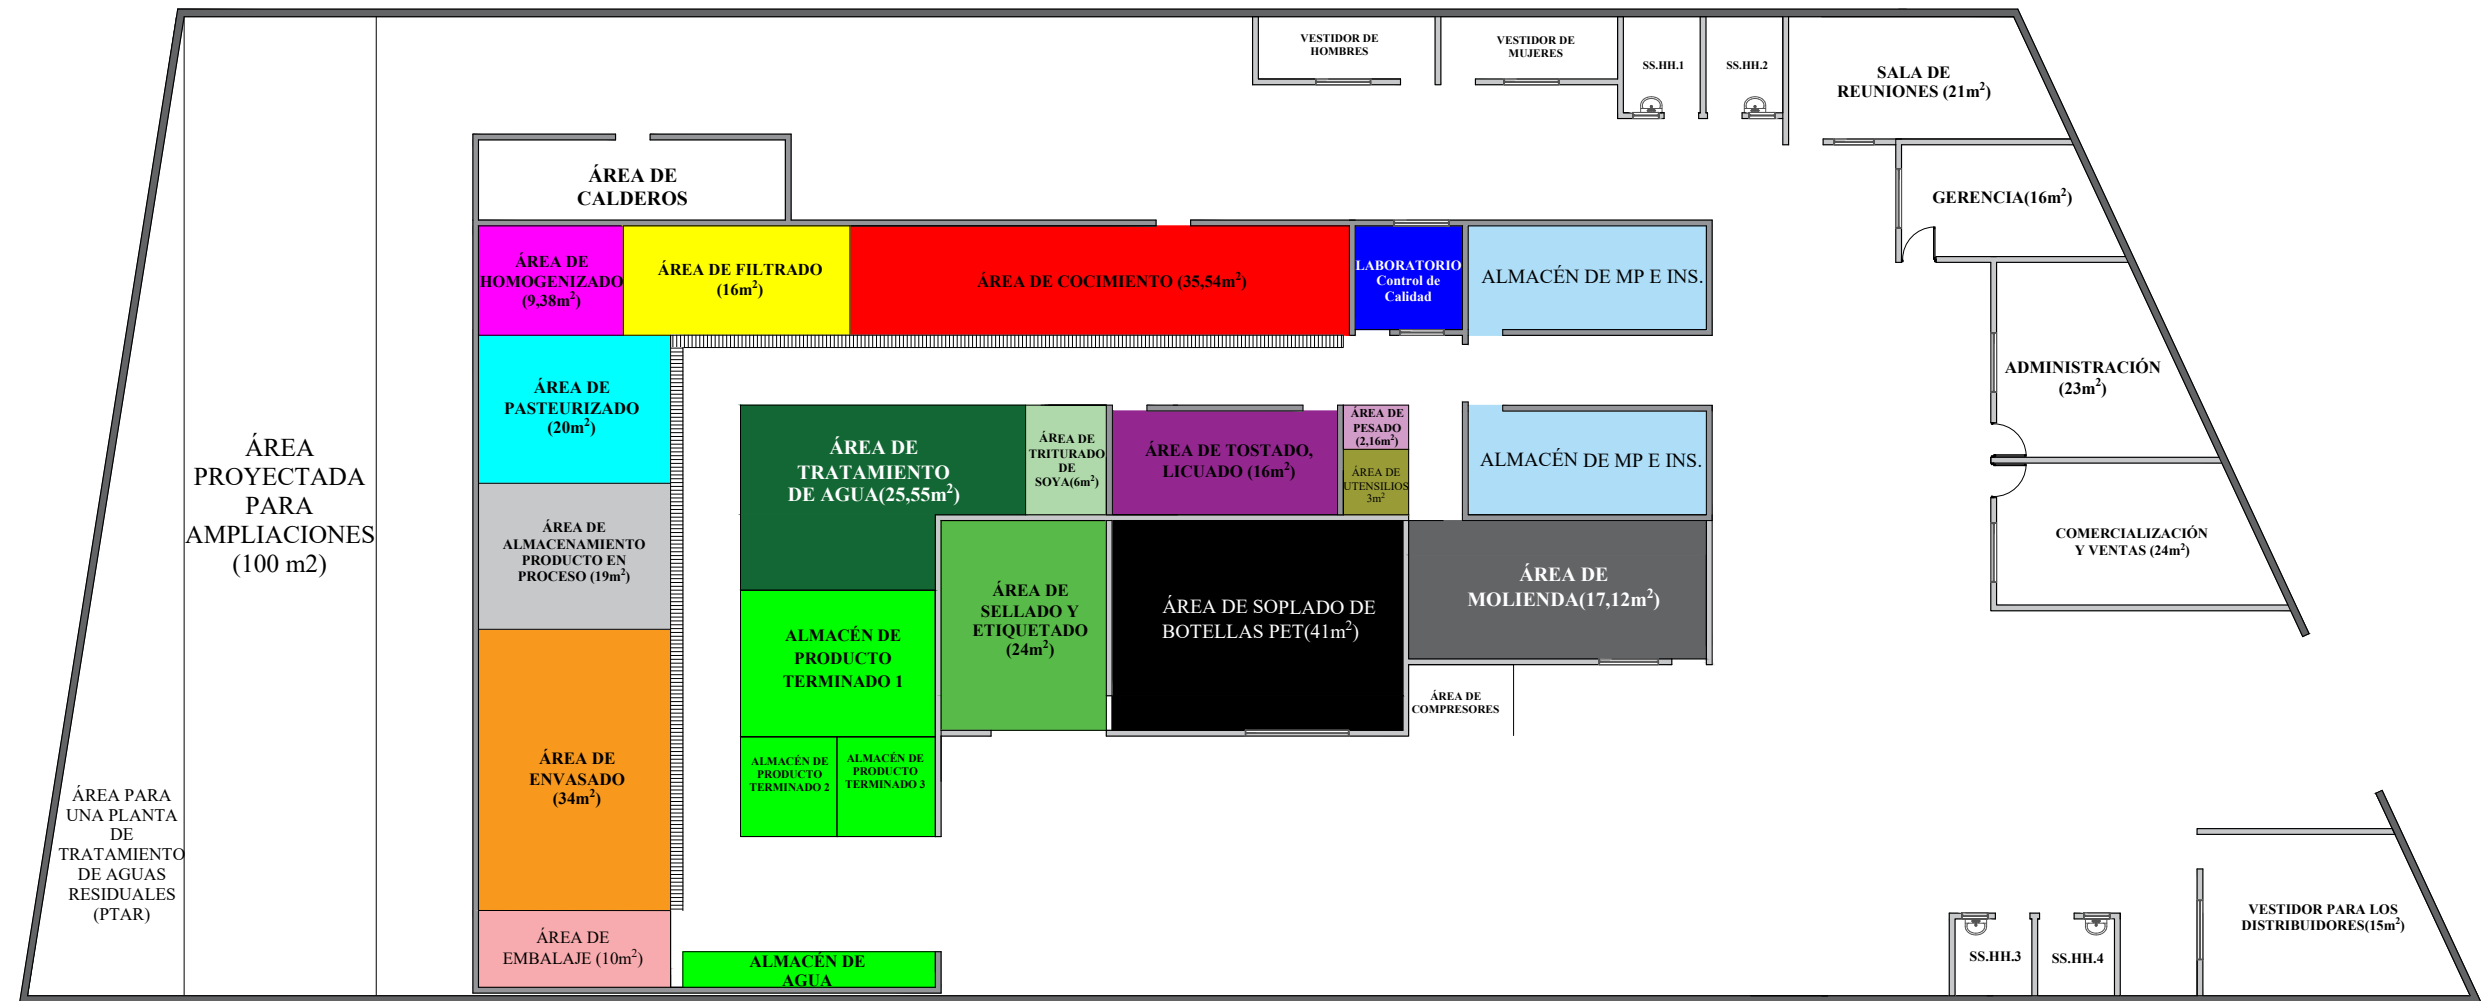 VESTIDOR DE
HOMBRES
VESTIDOR DE
MUJERES
SS.HH.1
SS.HH.2
SALA DE
REUNIONES (21m²)
ÁREA DE
CALDEROS
GERENCIA(16m²)
ÁREA DE
HOMOGENIZADO
(9,38m²)
ÁREA DE FILTRADO
(16m²)
ÁREA DE COCIMIENTO (35,54m²)
LABORATORIO
Control de
Calidad
ALMACÉN DE MP E INS.
ADMINISTRACIÓN
(23m²)
ÁREA DE
PASTEURIZADO
(20m²)
ÁREA
PROYECTADA
PARA
AMPLIACIONES
(100 m2)
ÁREA DE
TRATAMIENTO
DE AGUA(25,55m²)
ÁREA DE
TRITURADO
DE
SOYA(6m²)
ÁREA DE TOSTADO,
LICUADO (16m²)
ÁREA DE
PESADO
(2,16m²)
ÁREA DE
UTENSILIOS
3m²
ALMACÉN DE MP E INS.
ÁREA DE
ALMACENAMIENTO
PRODUCTO EN
PROCESO (19m²)
COMERCIALIZACIÓN
Y VENTAS (24m²)
ÁREA DE
SELLADO Y
ETIQUETADO
(24m²)
ÁREA DE SOPLADO DE
BOTELLAS PET(41m²)
ÁREA DE
MOLIENDA(17,12m²)
ALMACÉN DE
PRODUCTO
TERMINADO 1
ÁREA DE
COMPRESORES
ÁREA DE
ENVASADO
(34m²)
ALMACÉN DE
PRODUCTO
TERMINADO 2
ALMACÉN DE
PRODUCTO
TERMINADO 3
ÁREA PARA
UNA PLANTA
DE
TRATAMIENTO
DE AGUAS
RESIDUALES
(PTAR)
ÁREA DE
EMBALAJE (10m²)
ALMACÉN DE
AGUA
SS.HH.3
SS.HH.4
VESTIDOR PARA LOS
DISTRIBUIDORES(15m²)